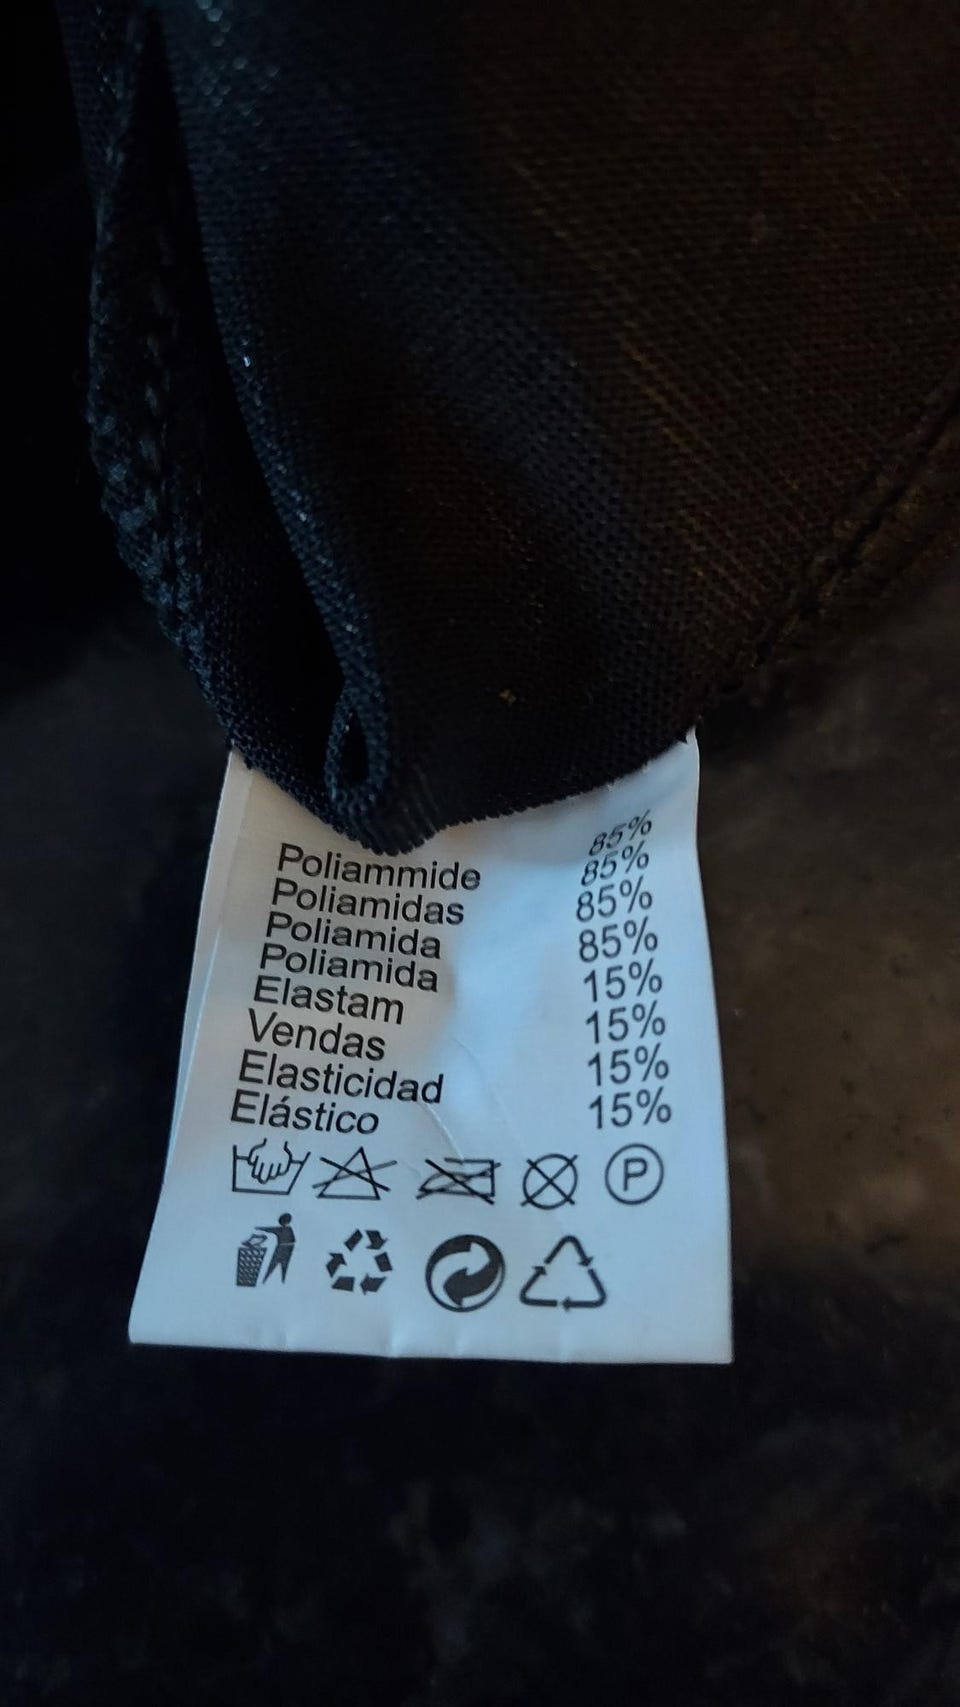 Poliammide 85%
Poliamidas 85%
Poliamida 85%
Poliamida 85%
Elastam 15%
Vendas 15%
Elasticidad 15%
Elástico 15%
P